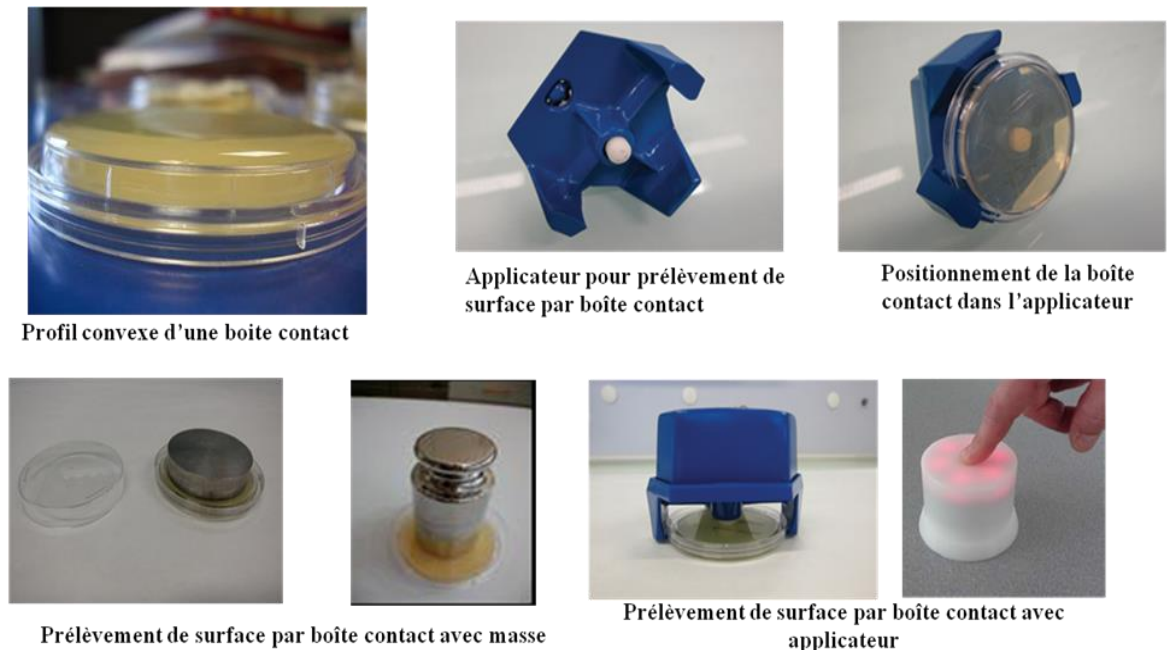 Profil convexe d'une boite contact
Applicateur pour prélèvement de
surface par boîte contact
Positionnement de la boîte
contact dans l'applicateur
Prélèvement de surface par boîte contact avec masse
Prélèvement de surface par boîte contact avec
applicateur